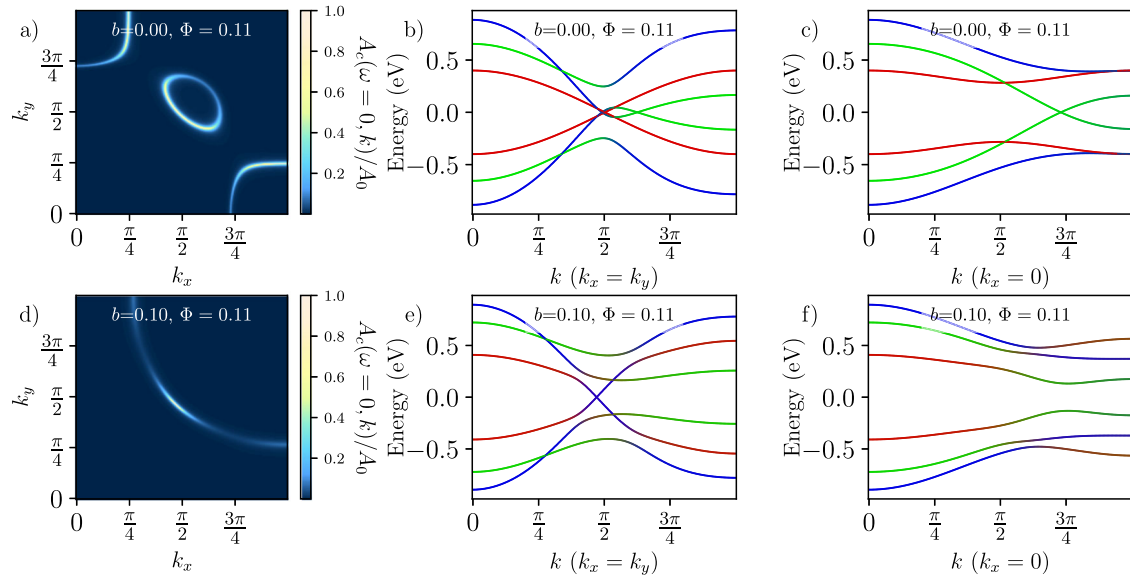 a)
b=0.00, Φ = 0.11
3π/4
π/2
π/4
0
k_y
0
π/4
π/2
3π/4
k_x
1.0
0.8
0.6
0.4
0.2
A_c(ω = 0, k)/A_0
b)
b=0.00, Φ = 0.11
0.5
0.0
−0.5
Energy (eV)
0
π/4
π/2
3π/4
k (k_x = k_y)
c)
b=0.00, Φ = 0.11
0.5
0.0
−0.5
Energy (eV)
0
π/4
π/2
3π/4
k (k_x = 0)
d)
b=0.10, Φ = 0.11
3π/4
π/2
π/4
0
k_y
0
π/4
π/2
3π/4
k_x
1.0
0.8
0.6
0.4
0.2
A_c(ω = 0, k)/A_0
e)
b=0.10, Φ = 0.11
0.5
0.0
−0.5
Energy (eV)
0
π/4
π/2
3π/4
k (k_x = k_y)
f)
b=0.10, Φ = 0.11
0.5
0.0
−0.5
Energy (eV)
0
π/4
π/2
3π/4
k (k_x = 0)